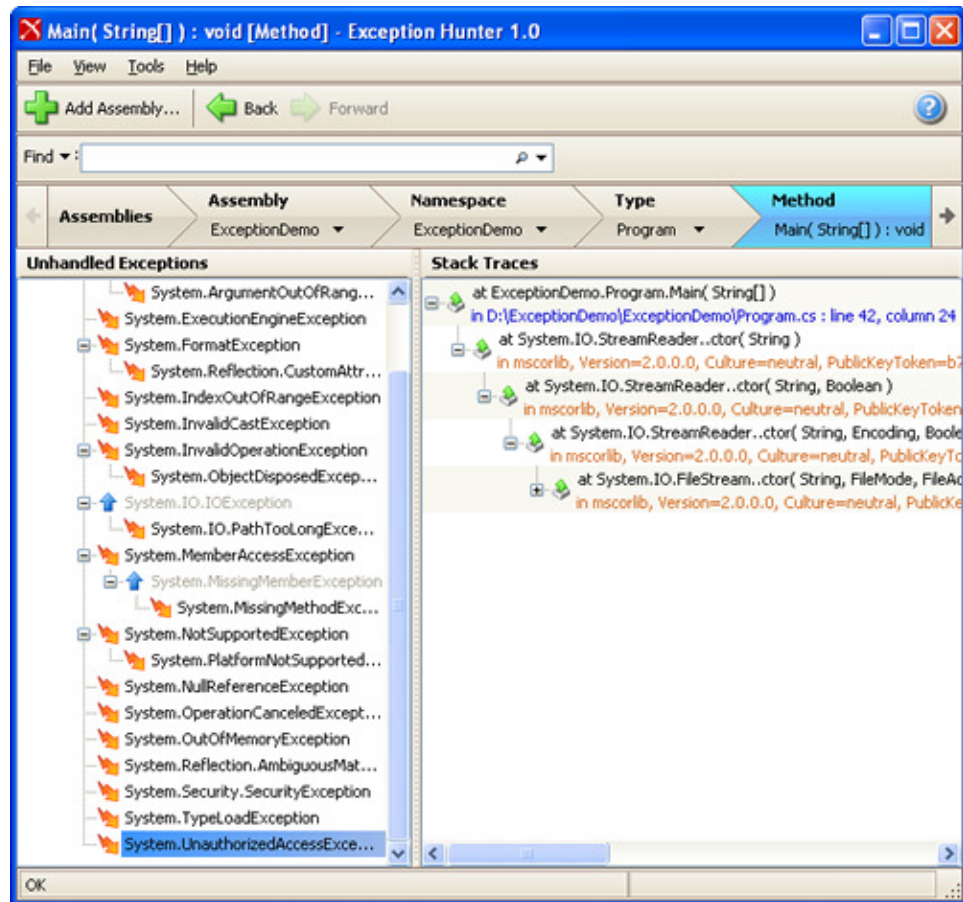 Main( String[] ) : void [Method] - Exception Hunter 1.0
File View Tools Help
Add Assembly... Back Forward
Find :
Assemblies
Assembly
ExceptionDemo
Namespace
ExceptionDemo
Type
Program
Method
Main( String[] ) : void
Unhandled Exceptions
System.ArgumentOutOfRang...
System.ExecutionEngineException
System.FormatException
System.Reflection.CustomAttr...
System.IndexOutOfRangeException
System.InvalidCastException
System.InvalidOperationException
System.ObjectDisposedExcep...
System.IO.IOException
System.IO.PathTooLongExce...
System.MemberAccessException
System.MissingMemberException
System.MissingMethodExc...
System.NotSupportedException
System.PlatformNotSupported...
System.NullReferenceException
System.OperationCanceledExcept...
System.OutOfMemoryException
System.Reflection.AmbiguousMat...
System.Security.SecurityException
System.TypeLoadException
System.UnauthorizedAccessExce...
Stack Traces
at ExceptionDemo.Program.Main( String[] )
in D:\ExceptionDemo\ExceptionDemo\Program.cs : line 42, column 24
at System.IO.StreamReader..ctor( String )
in mscorlib, Version=2.0.0.0, Culture=neutral, PublicKeyToken=b7
at System.IO.StreamReader..ctor( String, Boolean )
in mscorlib, Version=2.0.0.0, Culture=neutral, PublicKeyToken
at System.IO.StreamReader..ctor( String, Encoding, Boole
in mscorlib, Version=2.0.0.0, Culture=neutral, PublicKeyTo
at System.IO.FileStream..ctor( String, FileMode, FileAc
in mscorlib, Version=2.0.0.0, Culture=neutral, PublicKe
OK